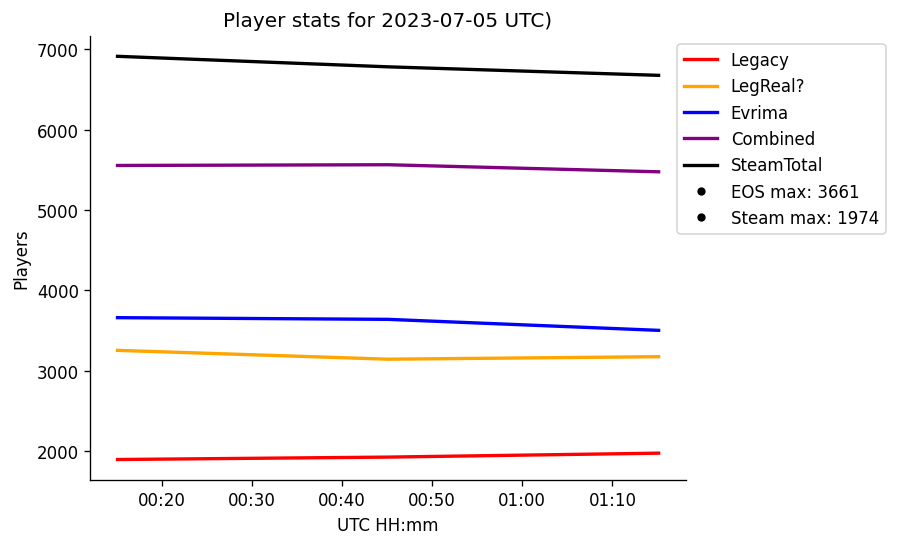 Player stats for 2023-07-05 UTC)
7000
6000
5000
4000
3000
2000
Players
00:20 00:30 00:40 00:50 01:00 01:10
UTC HH:mm
Legacy
LegReal?
Evrima
Combined
SteamTotal
EOS max: 3661
Steam max: 1974